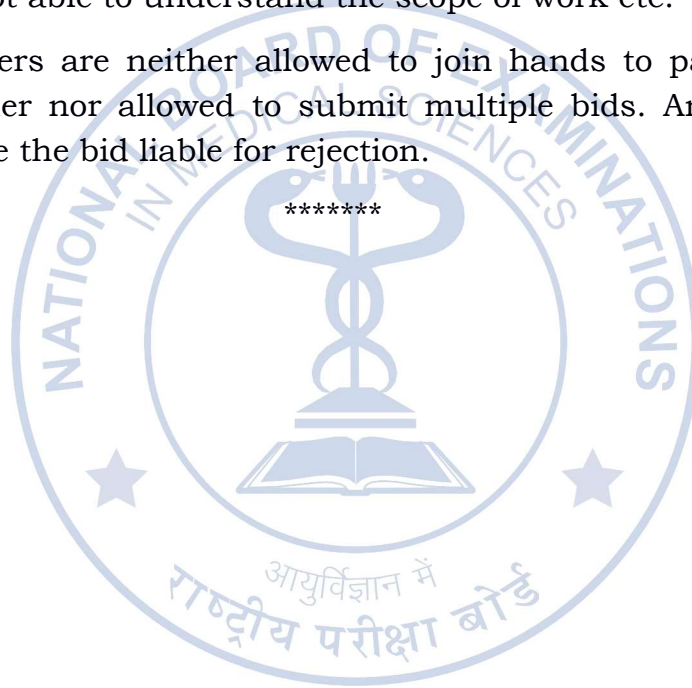 ot able to understand the scope of work etc.
ers are neither allowed to join hands to pa
er nor allowed to submit multiple bids. Ar
e the bid liable for rejection.
*******
NATIONAL BOARD OF EXAMINATIONS
IN MEDICAL SCIENCES
आयुर्विज्ञान में
राष्ट्रीय परीक्षा बोर्ड